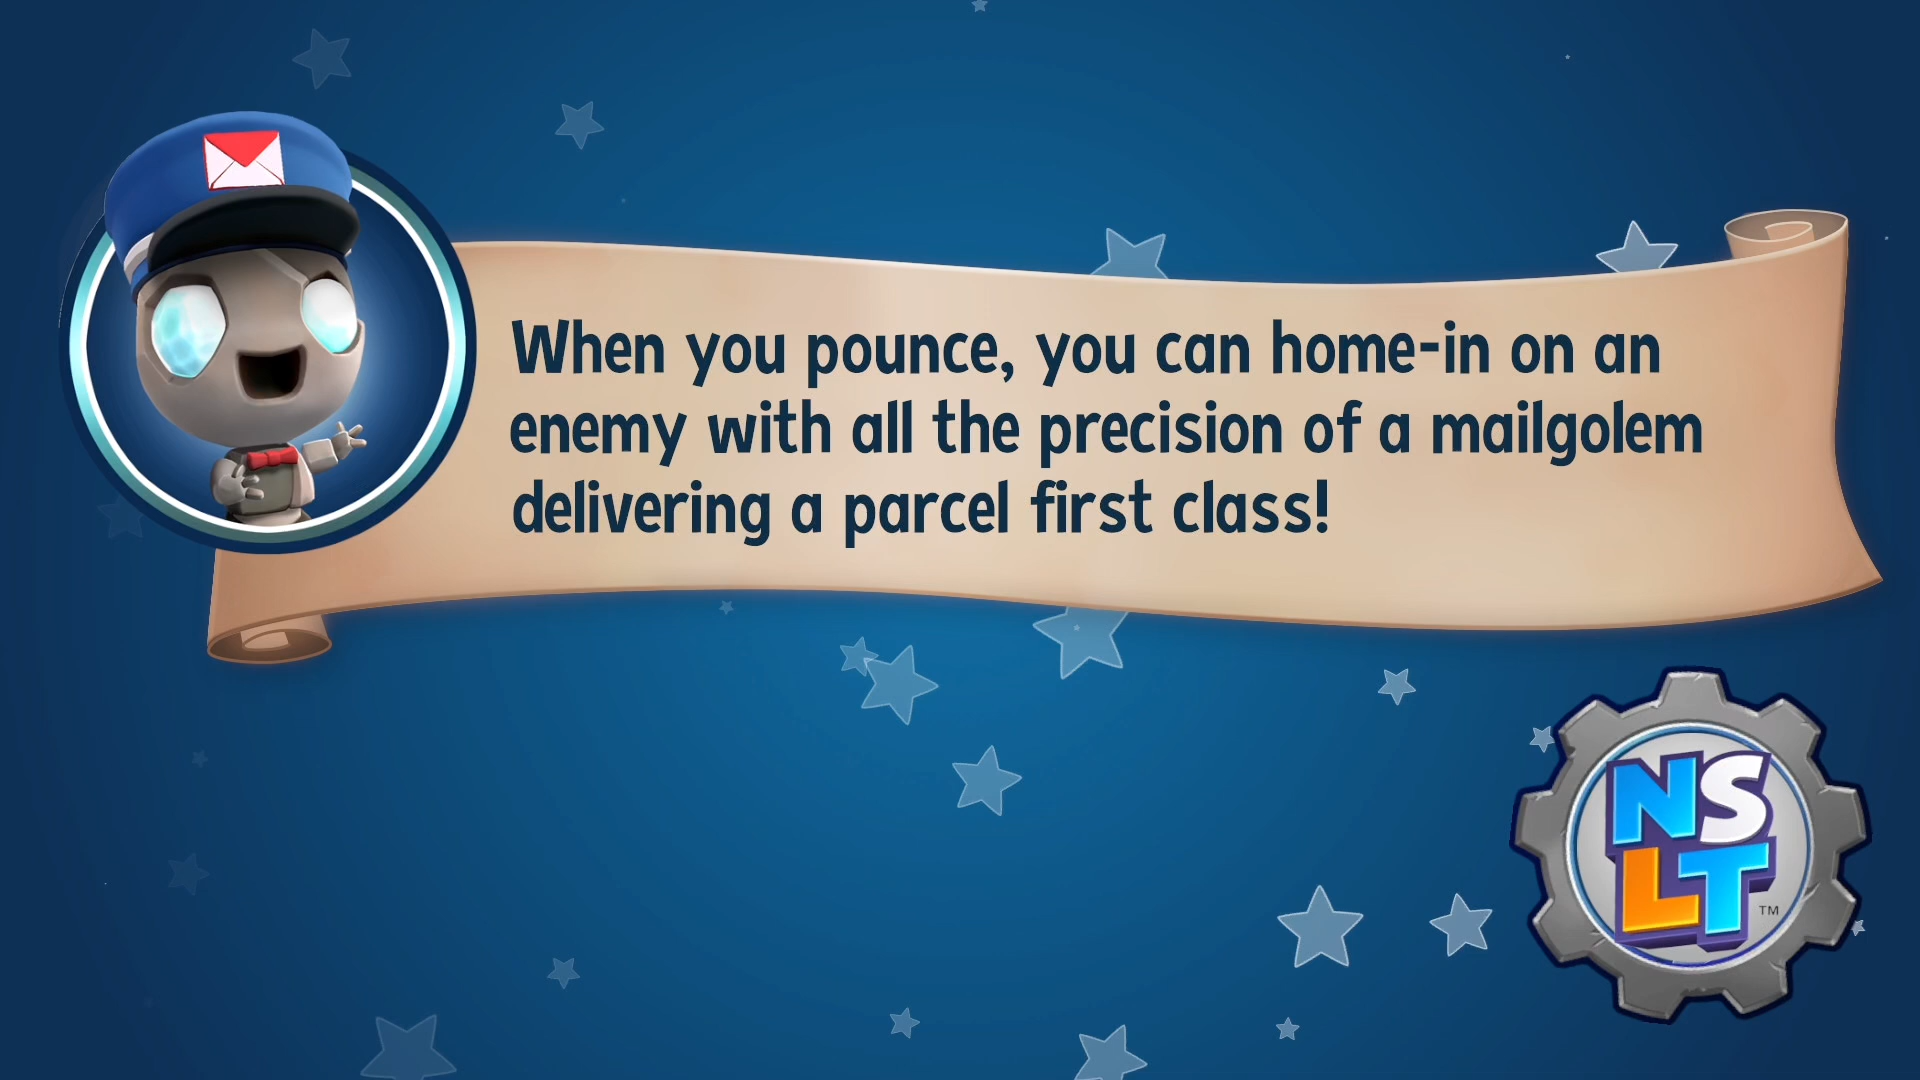 When you pounce, you can home-in on an
enemy with all the precision of a mailgolem
delivering a parcel first class!
NS
LT
TM